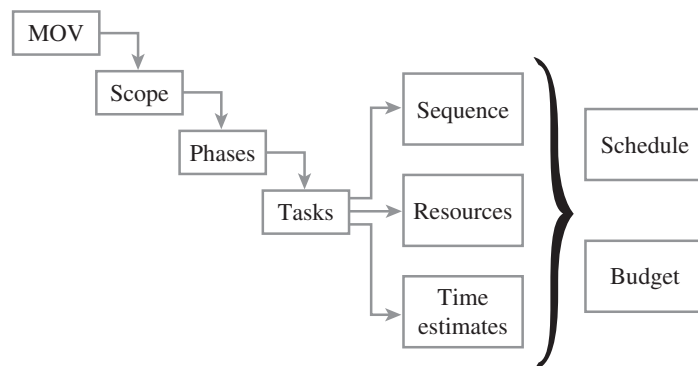 MOV
Scope
Phases
Tasks
Sequence
Resources
Time
estimates
Schedule
Budget